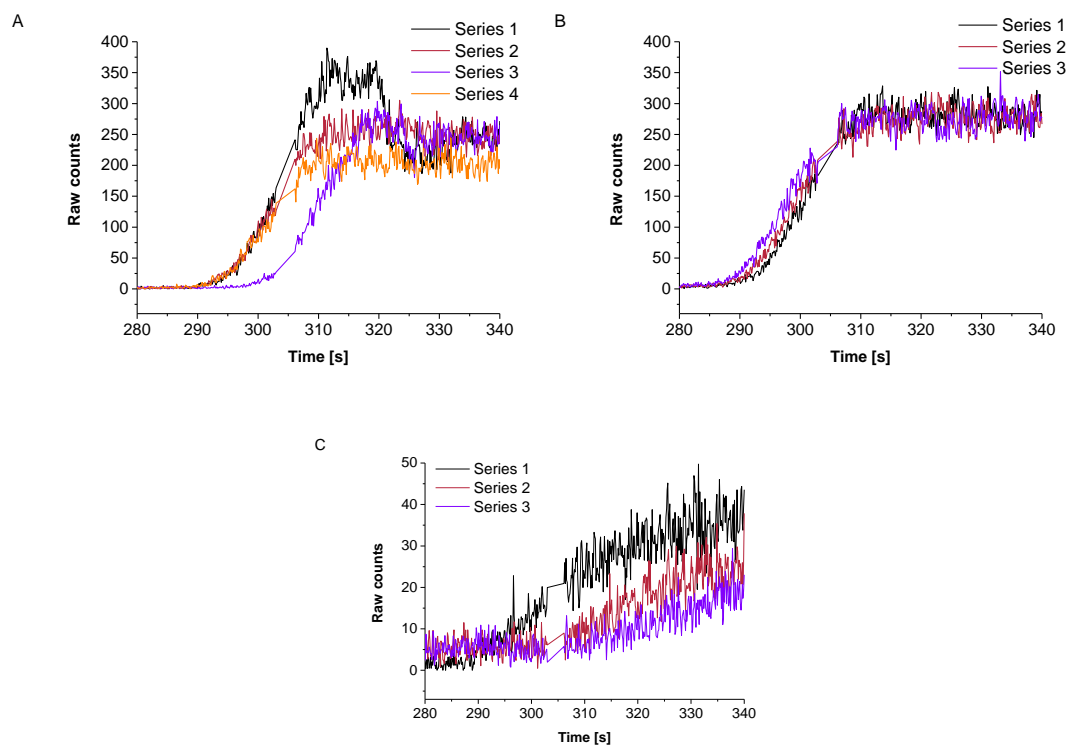 A
Series 1
Series 2
Series 3
Series 4
400
350
300
250
200
150
100
50
0
Raw counts
280 290 300 310 320 330 340
Time [s]
B
Series 1
Series 2
Series 3
400
350
300
250
200
150
100
50
0
Raw counts
280 290 300 310 320 330 340
Time [s]
C
Series 1
Series 2
Series 3
50
40
30
20
10
0
Raw counts
280 290 300 310 320 330 340
Time [s]